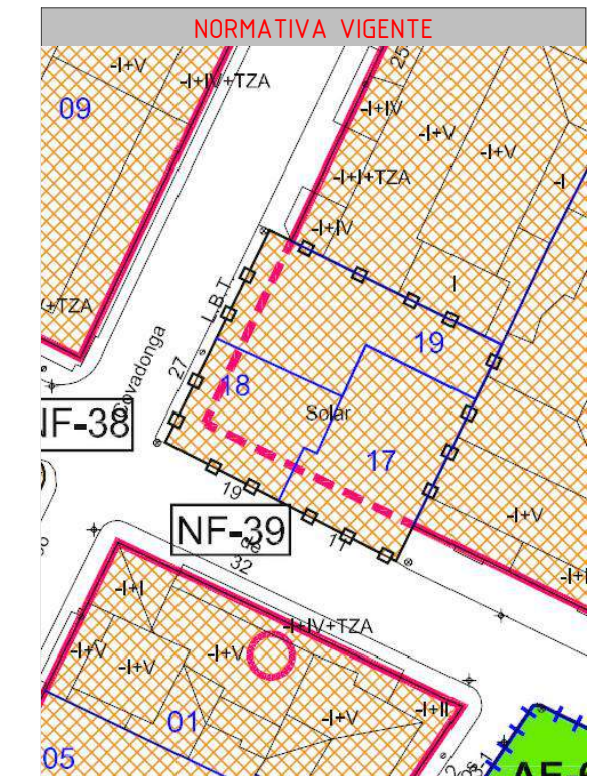 NORMATIVA VIGENTE
-I+V
-I+IV+TZA
25
09
-I+IV
-I+V
-I+V
-I+I+TZA
-I
-I+IV
L.B.T.
I
+TZA
19
Covadonga
27
18
Solar
NF-38
17
19
NF-39
de
32
11
-I+V
-I+I
-I+I
-I+IV+TZA
-I+V
-I+V
-I+V
-I+V
-I+II
01
05